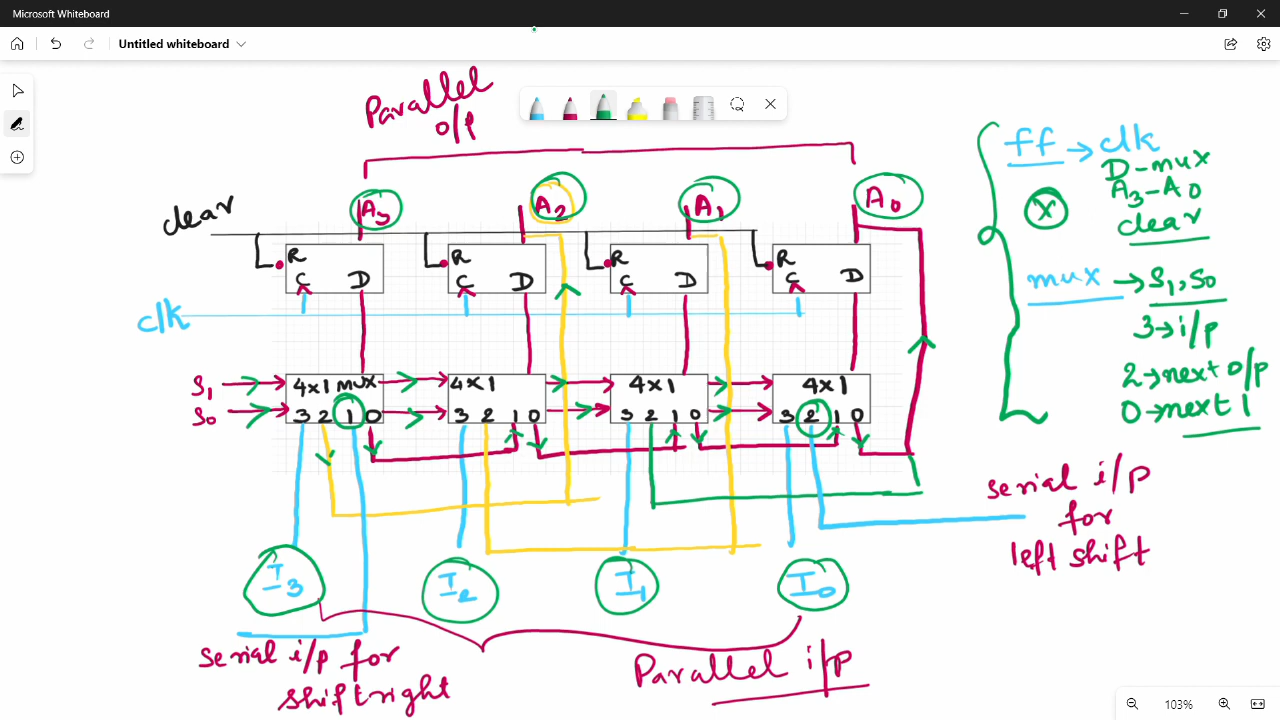 Microsoft Whiteboard
Untitled whiteboard
Parallel
o/p
clear
A3 A2 A1 A0
R R R R
C D C D C D C D
clk
S1 4x1 mux 4x1 4x1 4x1
S0 3 2 1 0 3 2 1 0 3 2 1 0 3 2 1 0
I3 I2 I1 I0
serial i/p for
shiftright
Parallel i/p
ff → clk
D-mux
X A3-A0
clear
mux → S1, S0
3→i/p
2→next o/p
0→next 1
serial i/p
for
left shift
103%